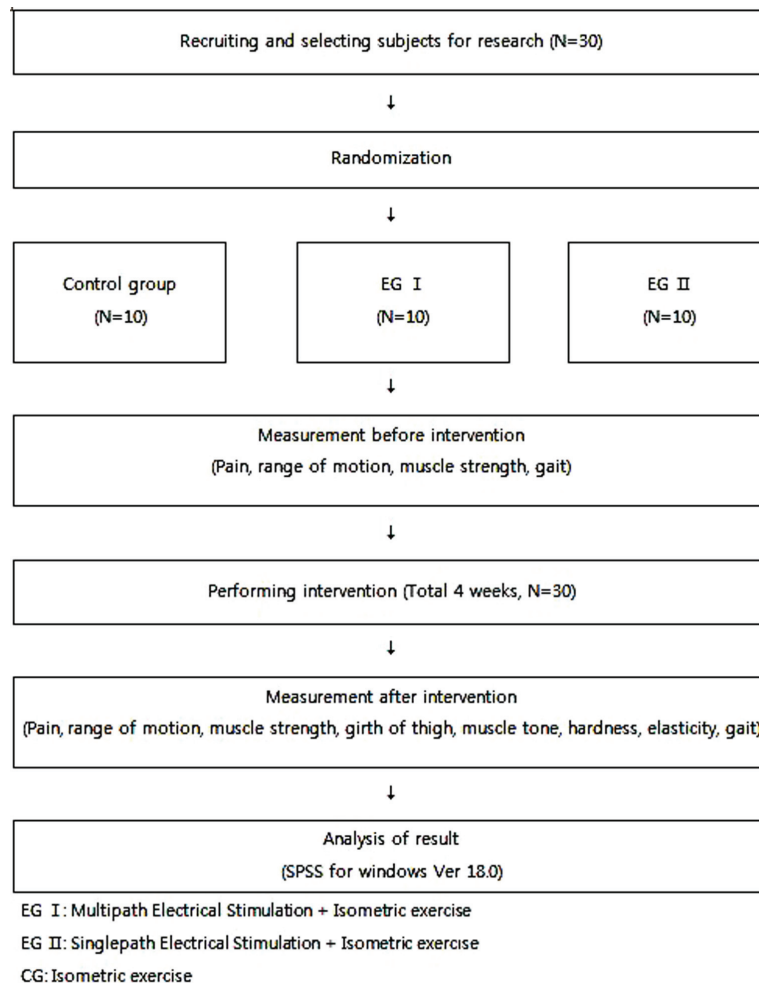 Recruiting and selecting subjects for research (N=30)
↓
Randomization
↓
Control group
(N=10)
EG Ⅰ
(N=10)
EG Ⅱ
(N=10)
↓
Measurement before intervention
(Pain, range of motion, muscle strength, gait)
↓
Performing intervention (Total 4 weeks, N=30)
↓
Measurement after intervention
(Pain, range of motion, muscle strength, girth of thigh, muscle tone, hardness, elasticity, gait)
↓
Analysis of result
(SPSS for windows Ver 18.0)
EG Ⅰ: Multipath Electrical Stimulation + Isometric exercise
EG Ⅱ: Singlepath Electrical Stimulation + Isometric exercise
CG: Isometric exercise